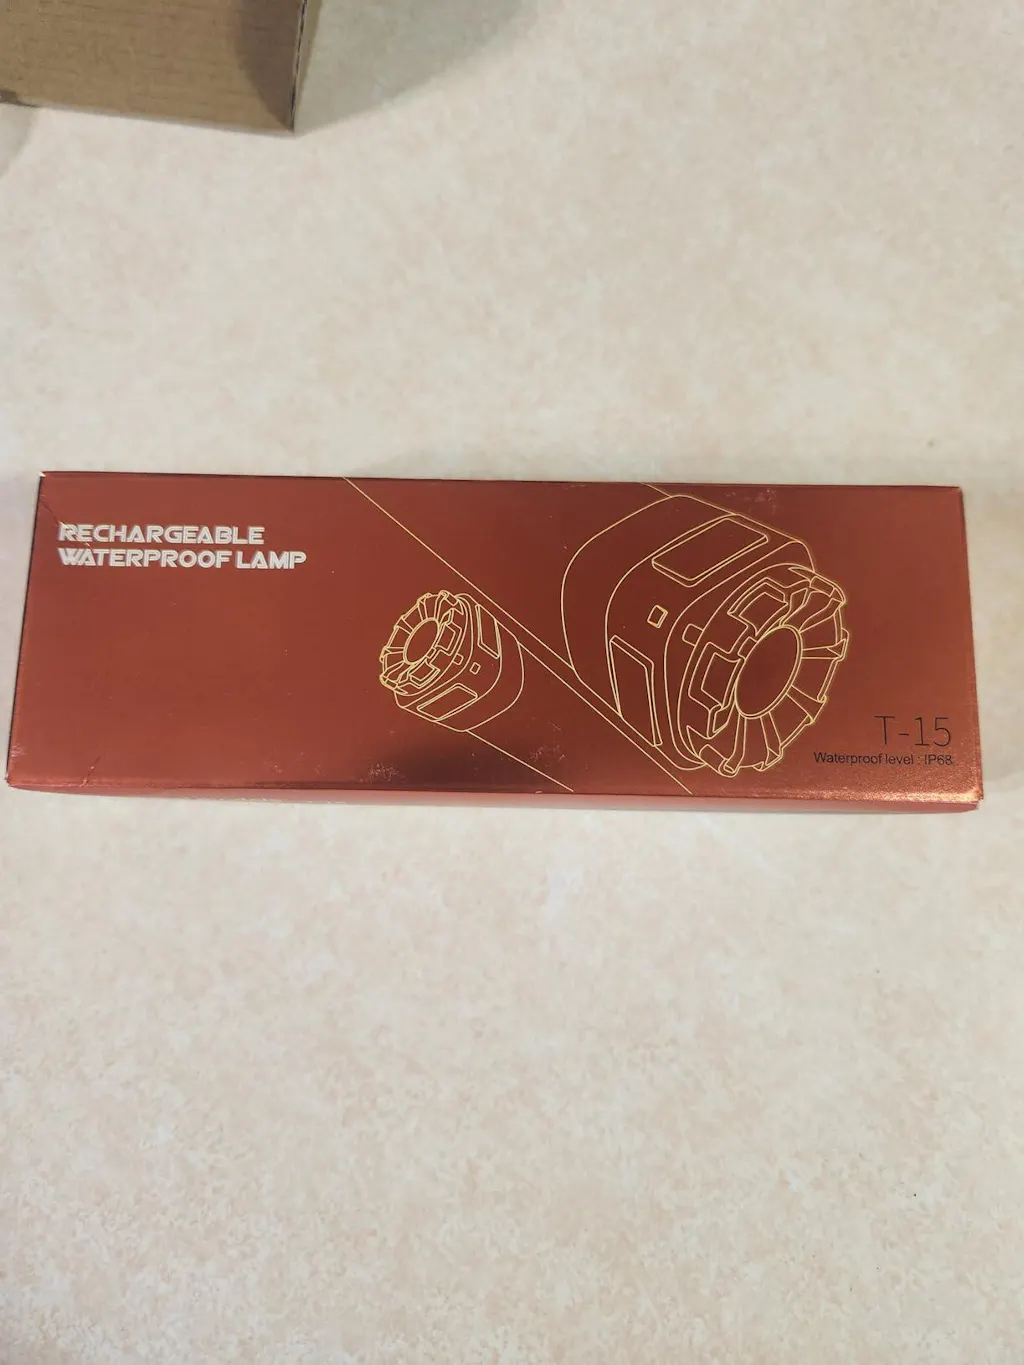 RECHARGEABLE
WATERPROOF LAMP
T-15
Waterproof level : IP68